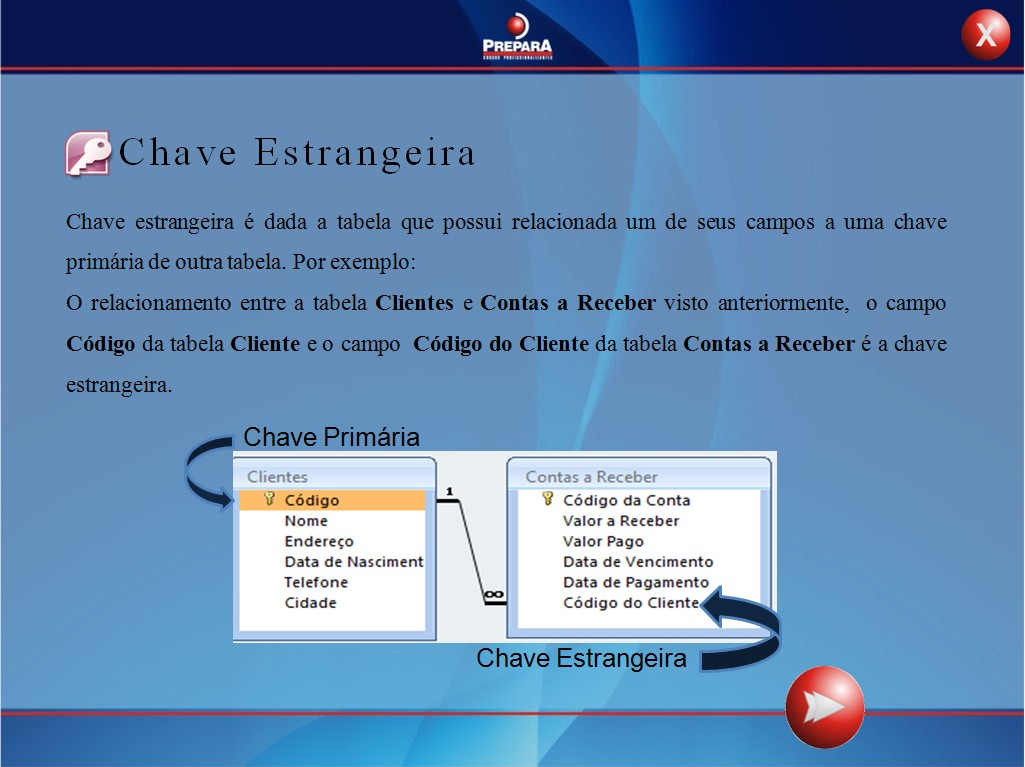 PREPARA
CURSOS PROFISSIONALIZANTES
X
Chave Estrangeira
Chave estrangeira é dada a tabela que possui relacionada um de seus campos a uma chave
primária de outra tabela. Por exemplo:
O relacionamento entre a tabela Clientes e Contas a Receber visto anteriormente, o campo
Código da tabela Cliente e o campo Código do Cliente da tabela Contas a Receber é a chave
estrangeira.
Chave Primária
Clientes
Código
Nome
Endereço
Data de Nasciment
Telefone
Cidade
1
∞
Contas a Receber
Código da Conta
Valor a Receber
Valor Pago
Data de Vencimento
Data de Pagamento
Código do Cliente
Chave Estrangeira